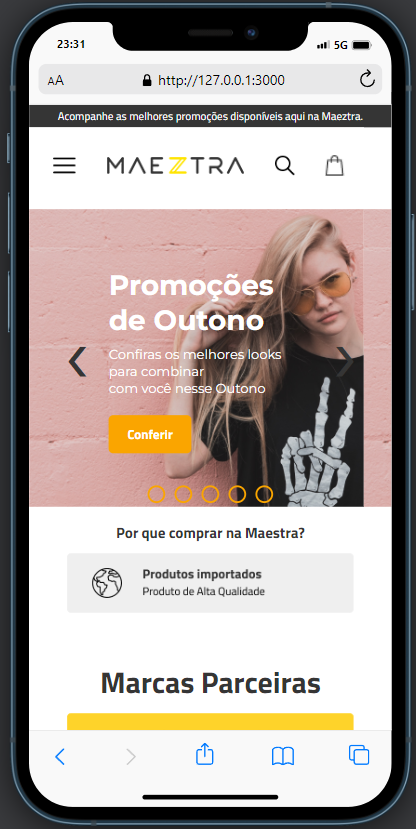 23:31
5G
AA
http://127.0.0.1:3000
Acompanhe as melhores promoções disponíveis aqui na Maeztra.
MAEZTRA
Promoções
de Outono
Confiras os melhores looks
para combinar
com você nesse Outono
Conferir
Por que comprar na Maestra?
Produtos importados
Produto de Alta Qualidade
Marcas Parceiras